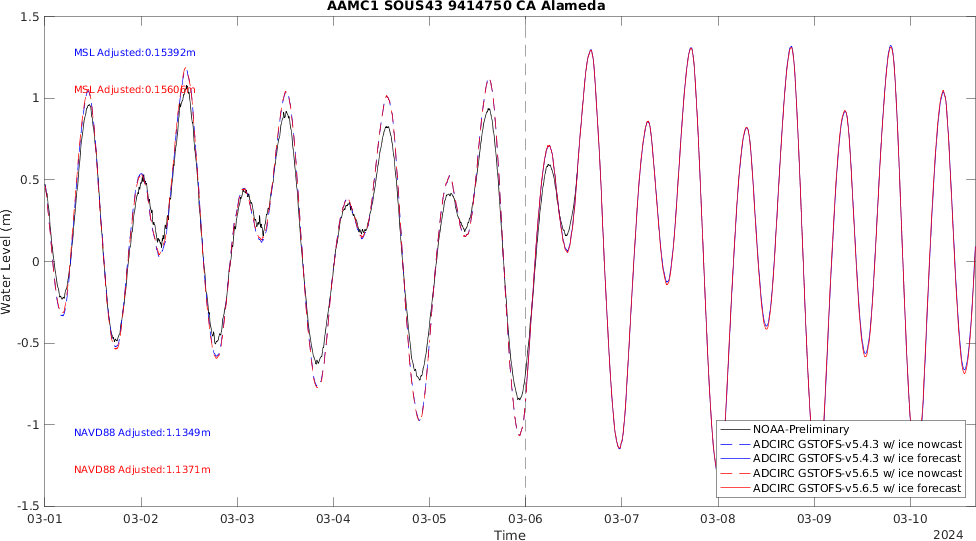 AAMC1 SOUS43 9414750 CA Alameda
1.5
1
0.5
0
-0.5
-1
-1.5
Water Level (m)
MSL Adjusted:0.15392m
MSL Adjusted:0.15606m
NAVD88 Adjusted:1.1349m
NAVD88 Adjusted:1.1371m
NOAA-Preliminary
ADCIRC GSTOFS-v5.4.3 w/ ice nowcast
ADCIRC GSTOFS-v5.4.3 w/ ice forecast
ADCIRC GSTOFS-v5.6.5 w/ ice nowcast
ADCIRC GSTOFS-v5.6.5 w/ ice forecast
03-01 03-02 03-03 03-04 03-05 03-06 03-07 03-08 03-09 03-10
Time
2024